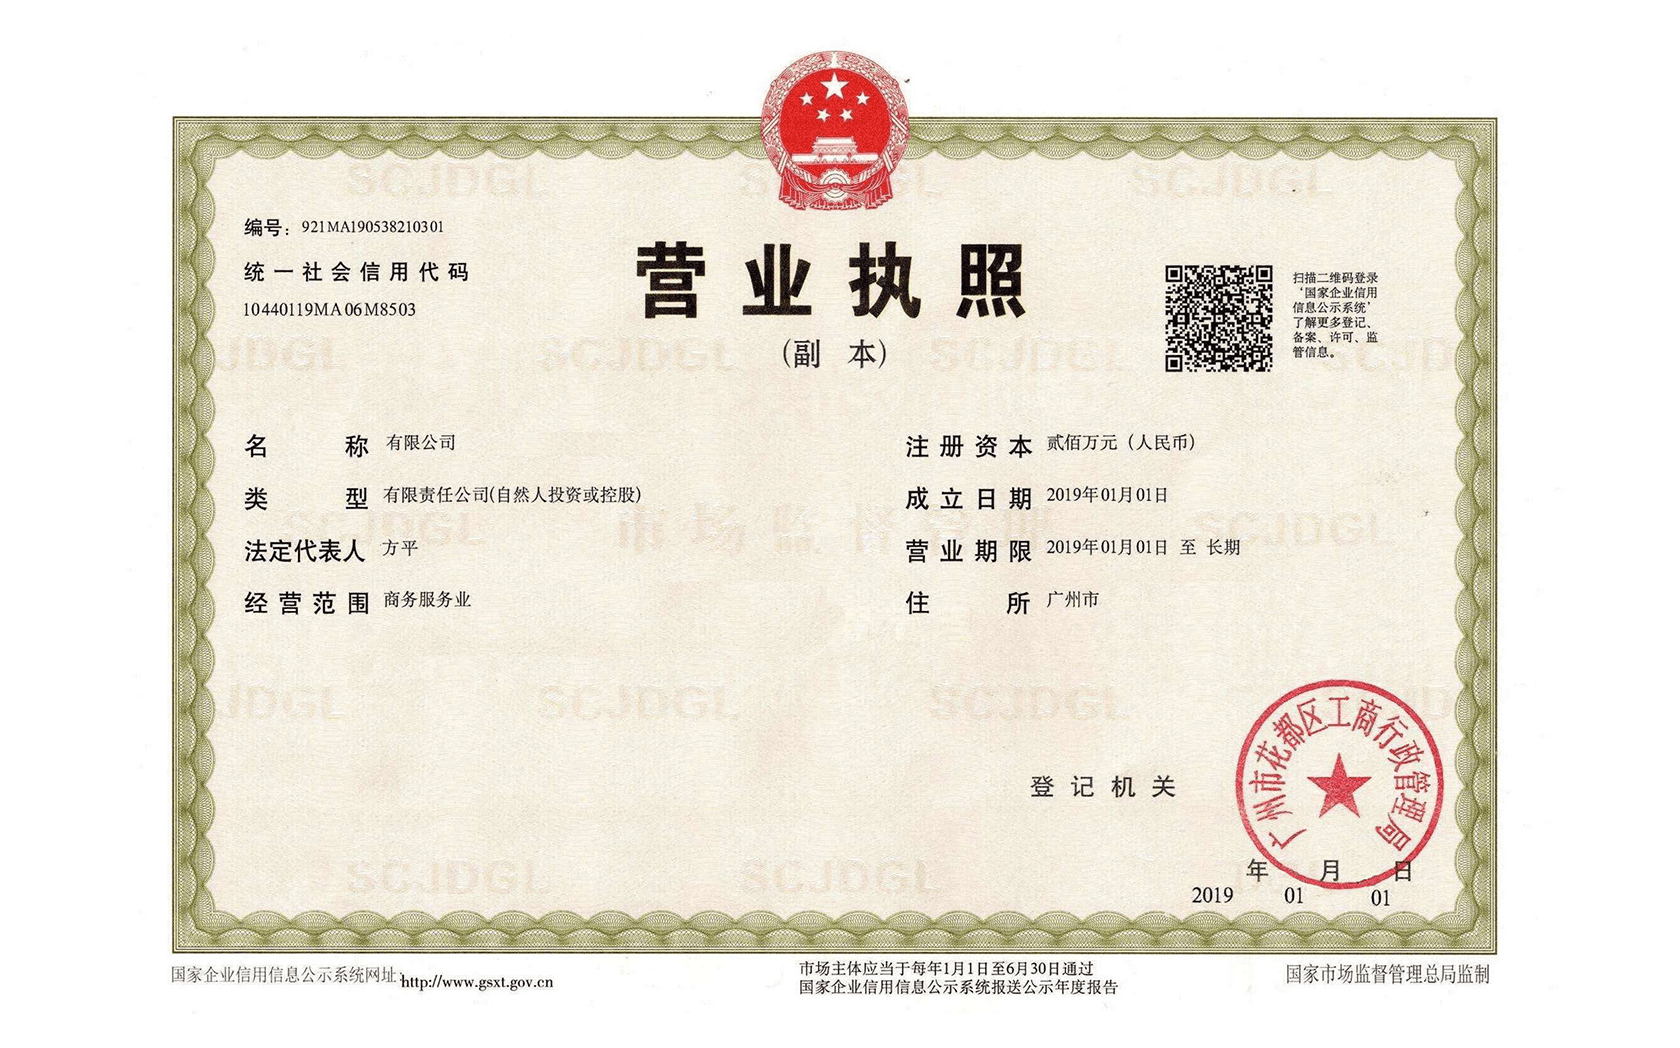 编号：921MA190538210301
统一社会信用代码
10440119MA06M8503
营业执照
(副 本)
扫描二维码登录
‘国家企业信用
信息公示系统’
了解更多登记、
备案、许可、监
管信息。
名称 有限公司
类型 有限责任公司(自然人投资或控股)
法定代表人 方平
经营范围 商务服务业
注册资本 贰佰万元（人民币）
成立日期 2019年01月01日
营业期限 2019年01月01日 至 长期
住所 广州市
SCJDGL
市场监督管理
登记机关
广州市花都区工商行政管理局
年 月 日
2019 01 01
国家企业信用信息公示系统网址：http://www.gsxt.gov.cn
市场主体应当于每年1月1日至6月30日通过
国家企业信用信息公示系统报送公示年度报告
国家市场监督管理总局监制